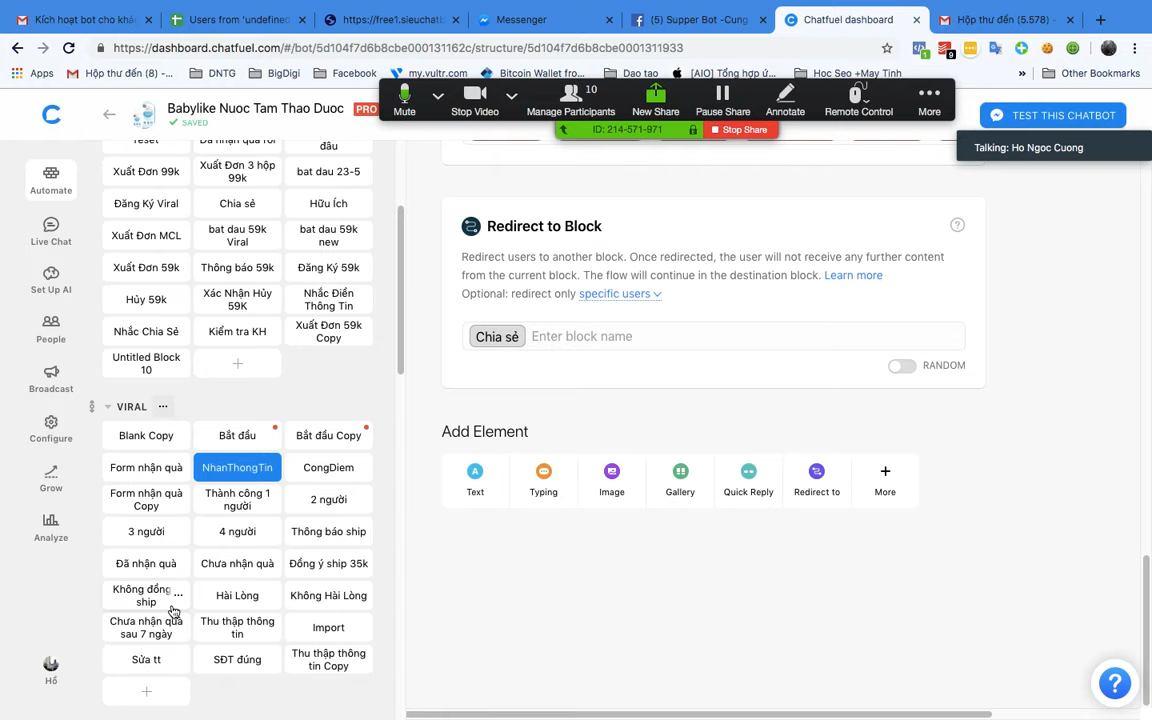 Kích hoạt bot cho khá
Users from 'undefined
https://free1.sieuchatb
Messenger
(5) Supper Bot -Cung
Chatfuel dashboard
Hộp thư đến (5.578) -
https://dashboard.chatfuel.com/#/bot/5d104f7d6b8cbe000131162c/structure/5d104f7d6b8cbe0001311933
1
9
Apps
Hộp thư đến (8) -...
DNTG
BigDigi
Facebook
my.vultr.com
Bitcoin Wallet fro...
Dao tao
[AIO] Tổng hợp ứ...
Hoc Seo +May Tinh
»
Other Bookmarks
Mute
Stop Video
10
Manage Participants
New Share
Pause Share
Annotate
Remote Control
More
ID: 214-571-971
Stop Share
Babylike Nuoc Tam Thao Duoc
PRO
SAVED
TEST THIS CHATBOT
Talking: Ho Ngoc Cuong
Automate
Live Chat
Set Up AI
People
Broadcast
Configure
Grow
Analyze
Hồ
reset
Đã nhận quà rồi
đầu
Xuất Đơn 99k
Xuất Đơn 3 hộp
99k
bat dau 23-5
Đăng Ký Viral
Chia sẻ
Hữu Ích
Xuất Đơn MCL
bat dau 59k
Viral
bat dau 59k
new
Xuất Đơn 59k
Thông báo 59k
Đăng Ký 59k
Hủy 59k
Xác Nhận Hủy
59K
Nhắc Điền
Thông Tin
Nhắc Chia Sẻ
Kiểm tra KH
Xuất Đơn 59k
Copy
Untitled Block
10
VIRAL
Blank Copy
Bắt đầu
Bắt đầu Copy
Form nhận quà
NhanThongTin
CongDiem
Form nhận quà
Copy
Thành công 1
người
2 người
3 người
4 người
Thông báo ship
Đã nhận quà
Chưa nhận quà
Đồng ý ship 35k
Không đồng
ship
Hài Lòng
Không Hài Lòng
Chưa nhận quà
sau 7 ngày
Thu thập thông
tin
Import
Sửa tt
SĐT đúng
Thu thập thông
tin Copy
Redirect to Block
Redirect users to another block. Once redirected, the user will not receive any further content
from the current block. The flow will continue in the destination block. Learn more
Optional: redirect only specific users
Chia sẻ
Enter block name
RANDOM
Add Element
Text
Typing
Image
Gallery
Quick Reply
Redirect to
More